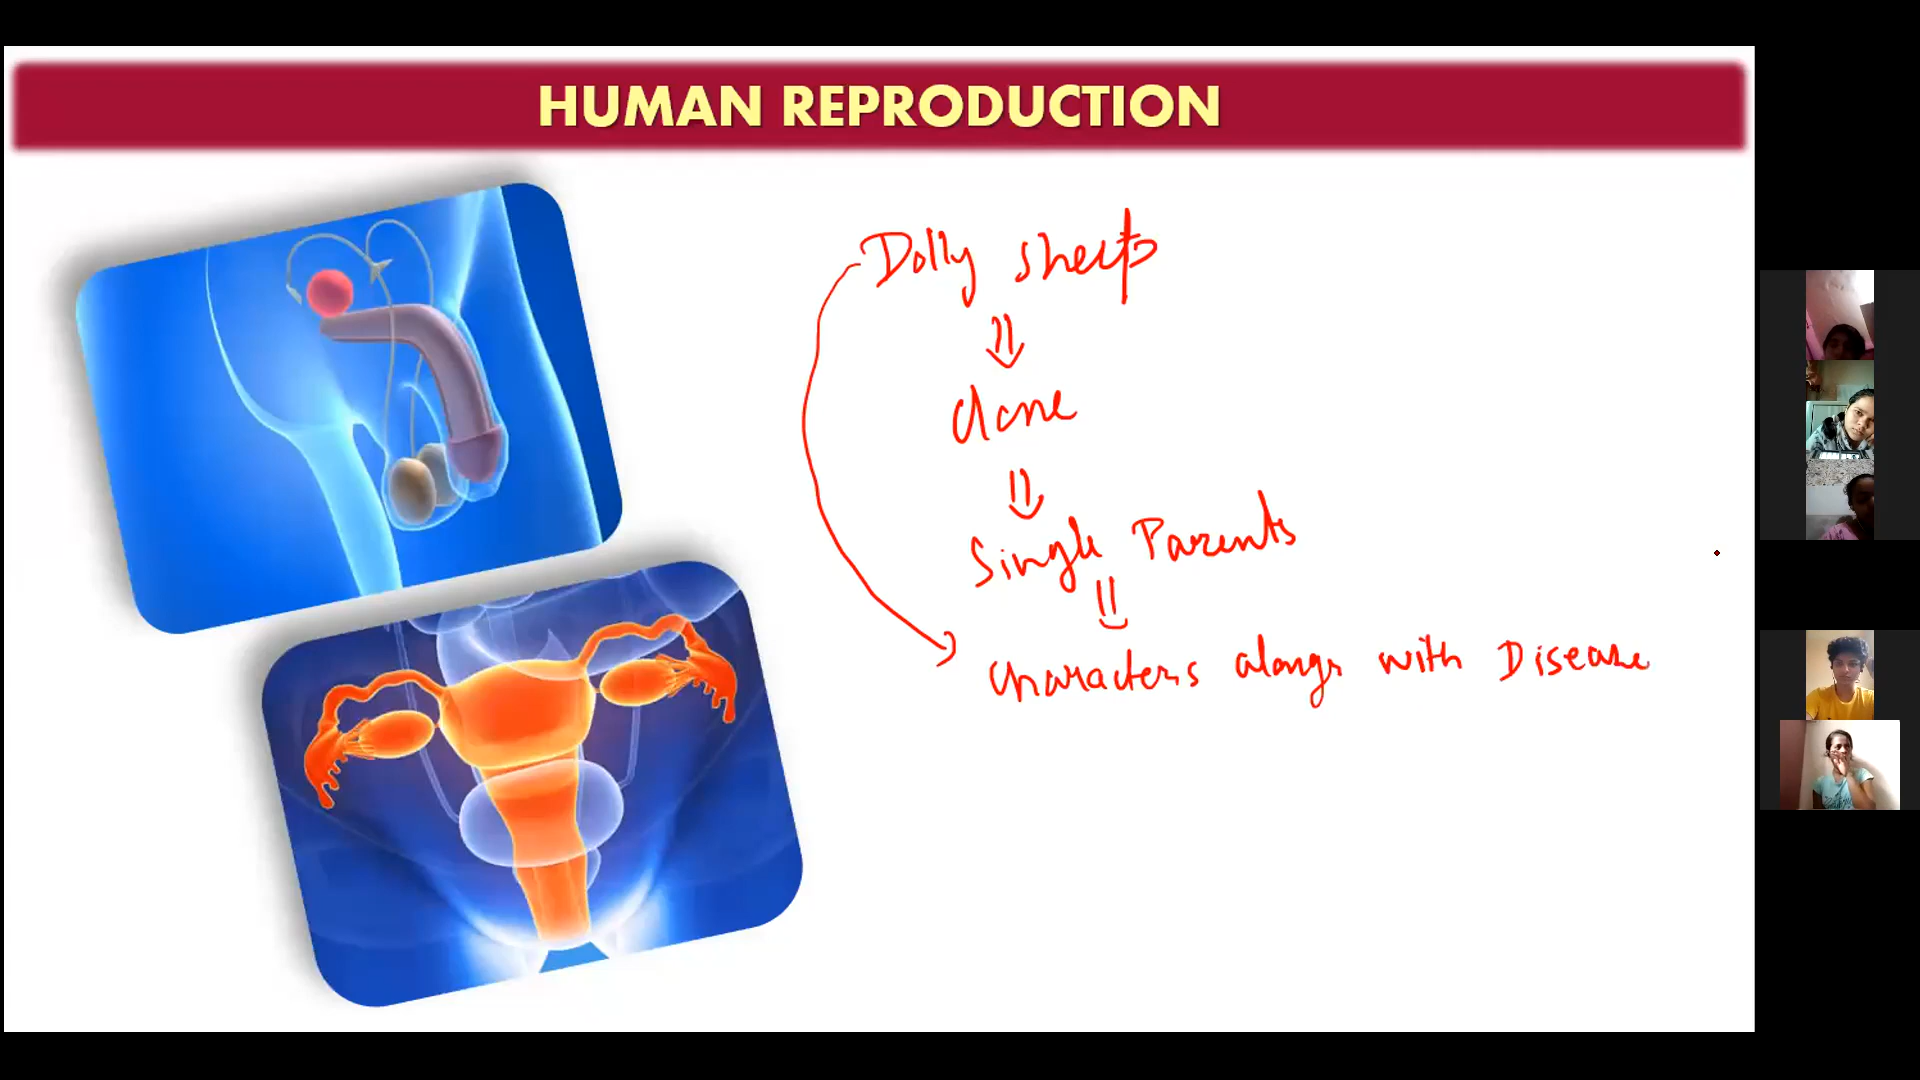 HUMAN REPRODUCTION
Dolly sheep
clone
Single Parents
characters along with Disease